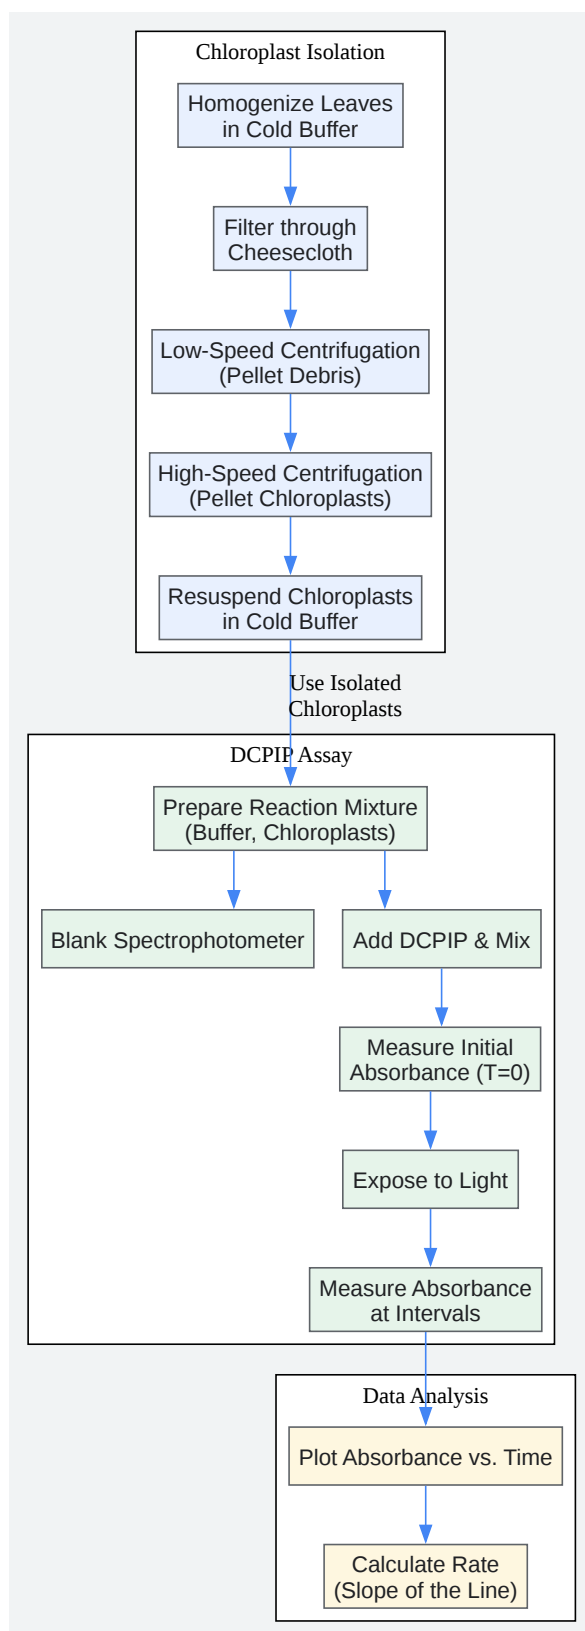 Chloroplast Isolation
Homogenize Leaves
in Cold Buffer
Filter through
Cheesecloth
Low-Speed Centrifugation
(Pellet Debris)
High-Speed Centrifugation
(Pellet Chloroplasts)
Resuspend Chloroplasts
in Cold Buffer
Use Isolated
Chloroplasts
DCPIP Assay
Prepare Reaction Mixture
(Buffer, Chloroplasts)
Blank Spectrophotometer
Add DCPIP & Mix
Measure Initial
Absorbance (T=0)
Expose to Light
Measure Absorbance
at Intervals
Data Analysis
Plot Absorbance vs. Time
Calculate Rate
(Slope of the Line)